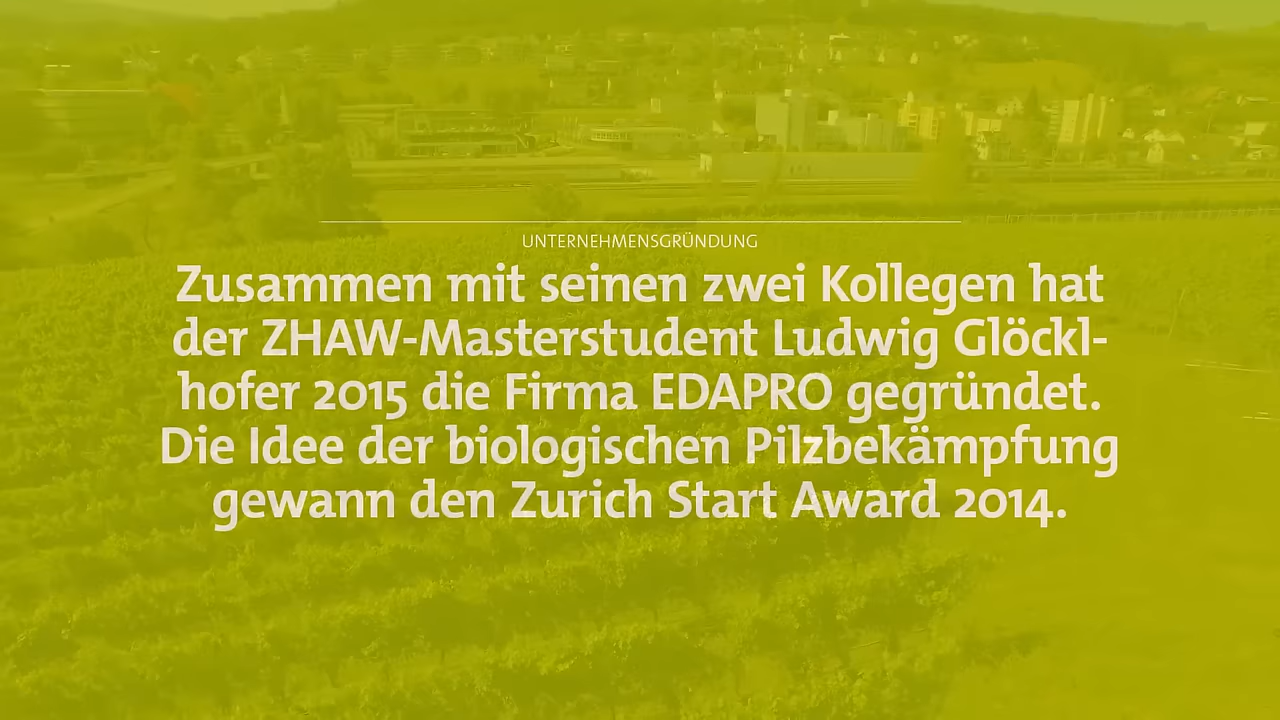 UNTERNEHMENSGRÜNDUNG
Zusammen mit seinen zwei Kollegen hat
der ZHAW-Masterstudent Ludwig Glöckl-
hofer 2015 die Firma EDAPRO gegründet.
Die Idee der biologischen Pilzbekämpfung
gewann den Zurich Start Award 2014.